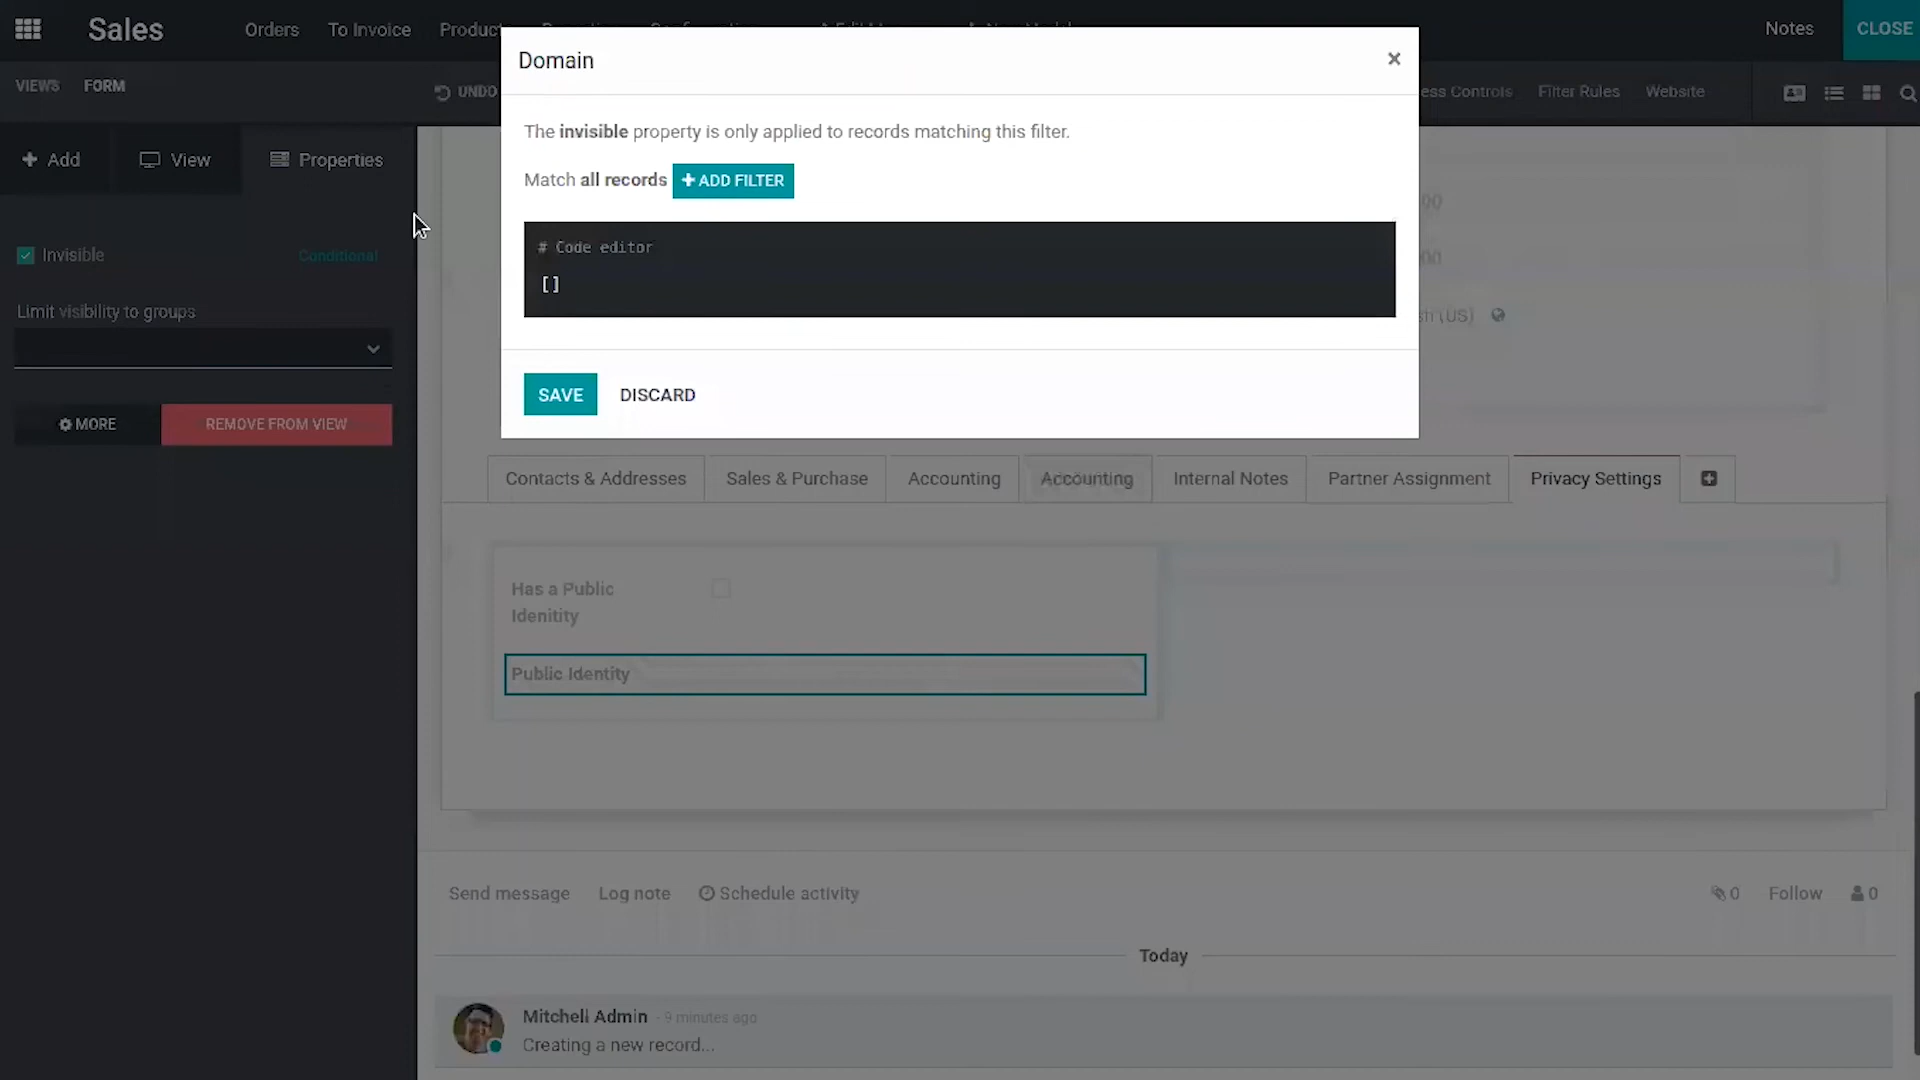 Sales
Orders
To Invoice
Notes
CLOSE
VIEWS
FORM
UNDO
Filter Rules
Website
Add
View
Properties
Domain
×
The invisible property is only applied to records matching this filter.
Match all records
ADD FILTER
# Code editor
[]
SAVE
DISCARD
Invisible
Conditional
Limit visibility to groups
MORE
REMOVE FROM VIEW
Contacts & Addresses
Sales & Purchase
Accounting
Accounting
Internal Notes
Partner Assignment
Privacy Settings
Has a Public
Idenitity
Public Identity
Send message
Log note
Schedule activity
0
Follow
0
Today
Mitchell Admin - 9 minutes ago
Creating a new record...